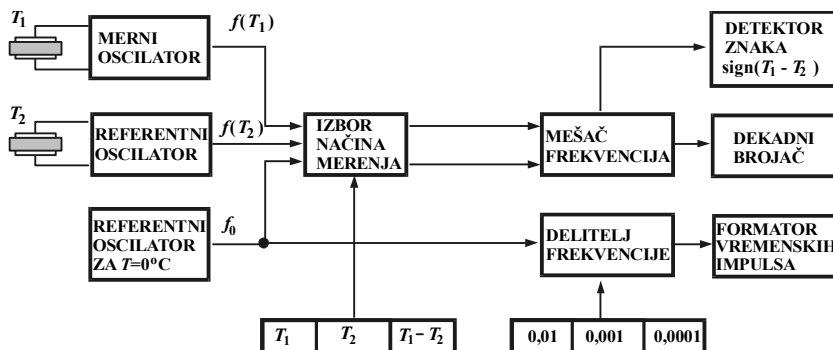 T₁
MERNI
OSCILATOR
f(T₁)
DETEKTOR
ZNAKA
sign(T₁ - T₂ )
T₂
REFERENTNI
OSCILATOR
f(T₂)
IZBOR
NAČINA
MERENJA
MEŠAČ
FREKVENCIJA
DEKADNI
BROJAČ
REFERENTNI
OSCILATOR
ZA T=0°C
f₀
DELITELJ
FREKVENCIJE
FORMATOR
VREMENSKIH
IMPULSA
T₁ T₂ T₁– T₂
0,01 0,001 0,0001